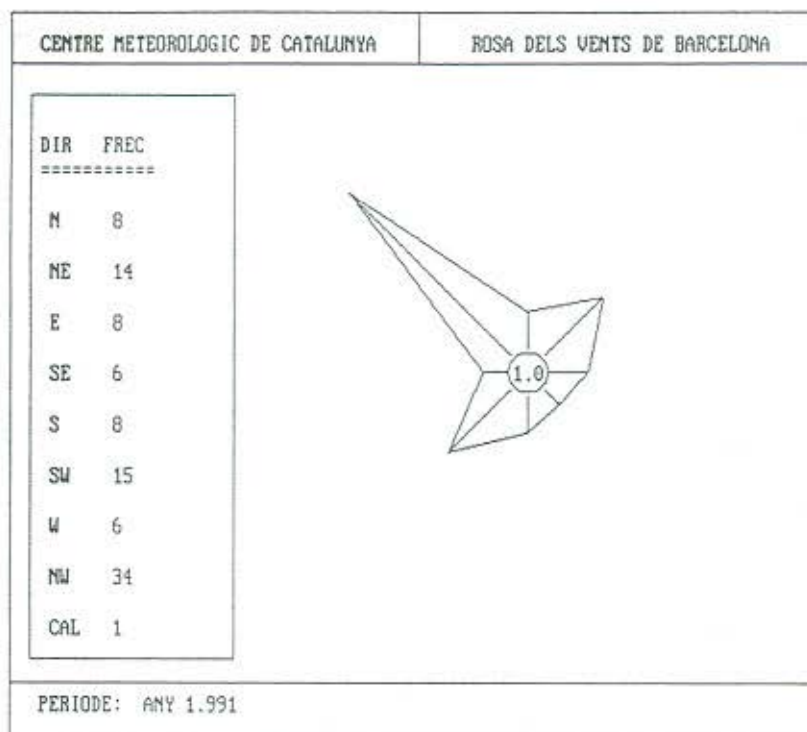 CENTRE METEOROLOGIC DE CATALUNYA
ROSA DELS VENTS DE BARCELONA
DIR FREC
===========
N 8
NE 14
E 8
SE 6
S 8
SW 15
W 6
NW 34
CAL 1
1.0
PERIODE: ANY 1.991